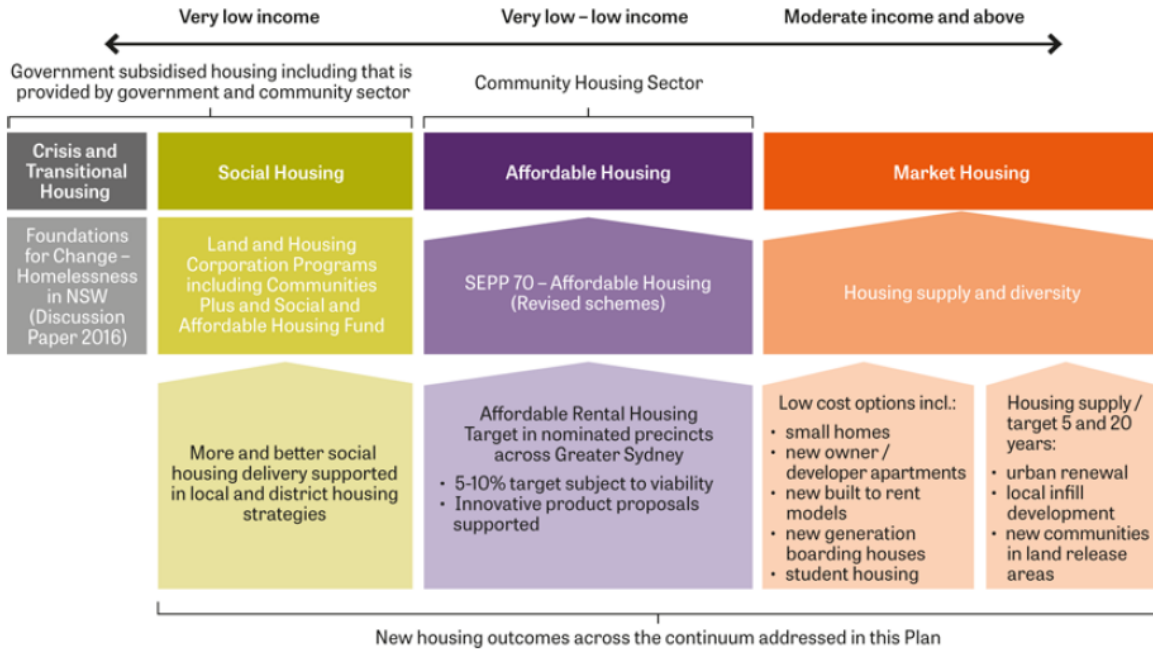 Very low income
Very low – low income
Moderate income and above
Government subsidised housing including that is
provided by government and community sector
Community Housing Sector
Crisis and
Transitional
Housing
Social Housing
Affordable Housing
Market Housing
Foundations
for Change –
Homelessness
in NSW
(Discussion
Paper 2016)
Land and Housing
Corporation Programs
including Communities
Plus and Social and
Affordable Housing Fund
SEPP 70 – Affordable Housing
(Revised schemes)
Housing supply and diversity
More and better social
housing delivery supported
in local and district housing
strategies
Affordable Rental Housing
Target in nominated precincts
across Greater Sydney
• 5-10% target subject to viability
• Innovative product proposals
supported
Low cost options incl.:
• small homes
• new owner /
developer apartments
• new built to rent
models
• new generation
boarding houses
• student housing
Housing supply /
target 5 and 20
years:
• urban renewal
• local infill
development
• new communities
in land release
areas
New housing outcomes across the continuum addressed in this Plan